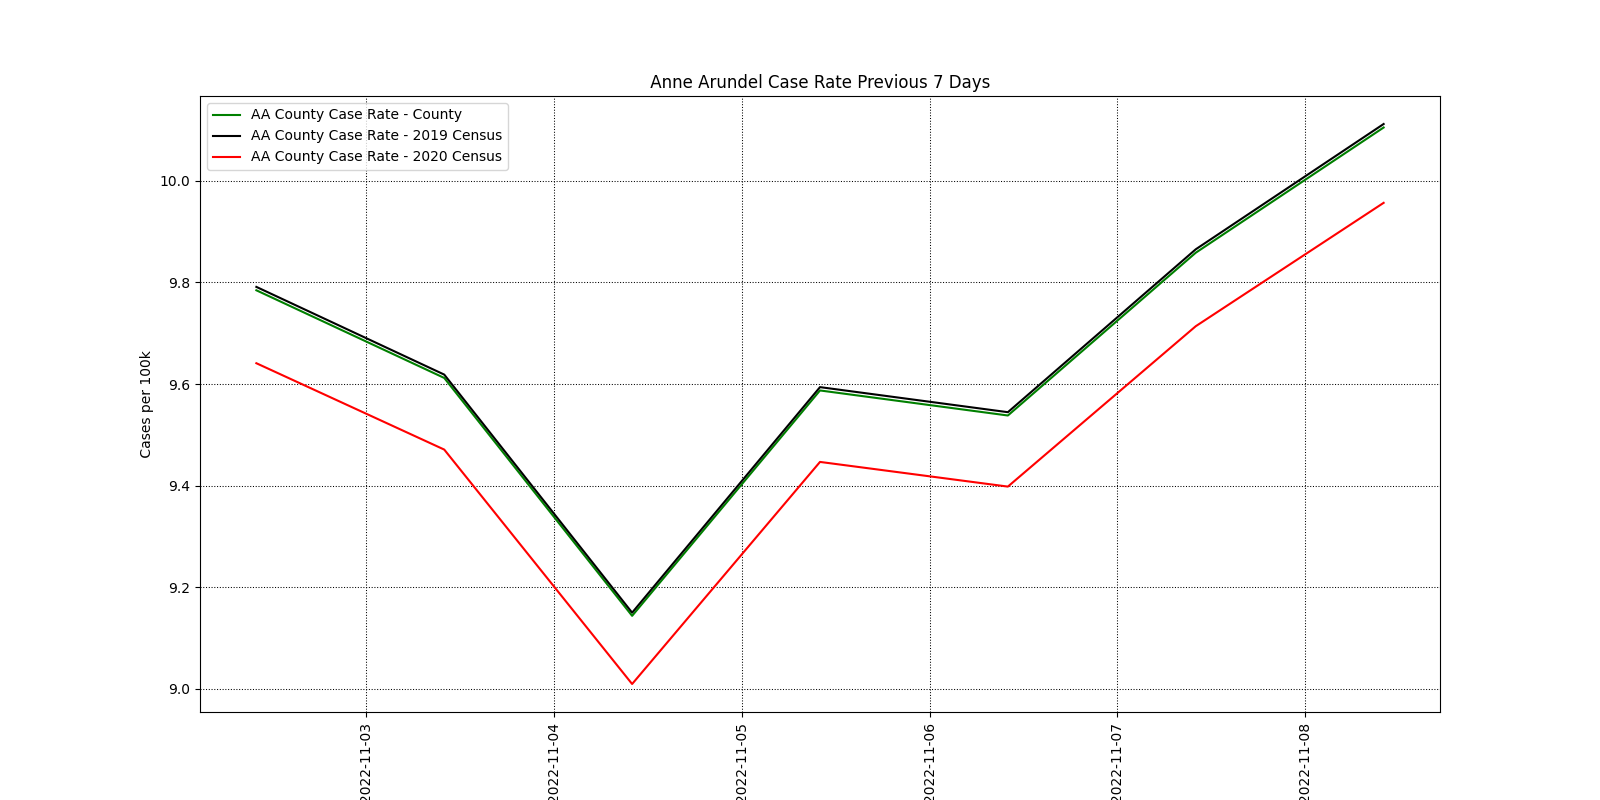 Anne Arundel Case Rate Previous 7 Days
AA County Case Rate - County
AA County Case Rate - 2019 Census
AA County Case Rate - 2020 Census
Cases per 100k
10.0
9.8
9.6
9.4
9.2
9.0
2022-11-03
2022-11-04
2022-11-05
2022-11-06
2022-11-07
2022-11-08